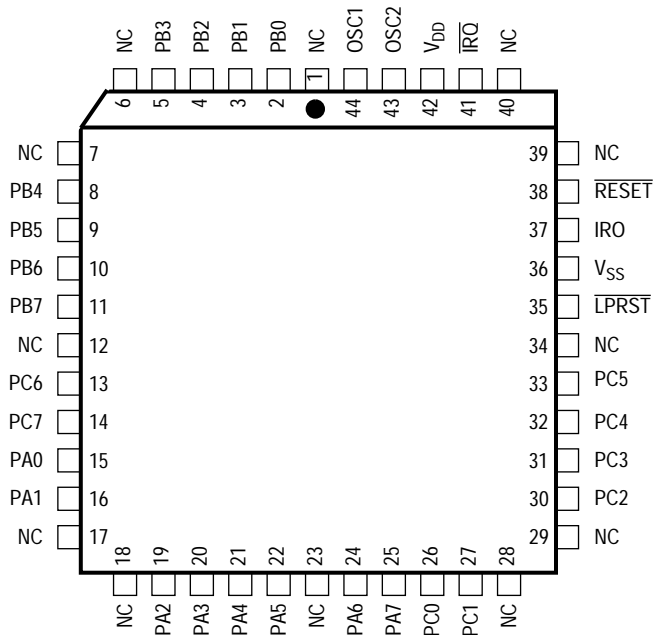 NC PB3 PB2 PB1 PB0 NC OSC1 OSC2 VDD IRQ NC
6 5 4 3 2 1 44 43 42 41 40
NC 7 39 NC
PB4 8 38 RESET
PB5 9 37 IRO
PB6 10 36 VSS
PB7 11 35 LPRST
NC 12 34 NC
PC6 13 33 PC5
PC7 14 32 PC4
PA0 15 31 PC3
PA1 16 30 PC2
NC 17 29 NC
18 19 20 21 22 23 24 25 26 27 28
NC PA2 PA3 PA4 PA5 NC PA6 PA7 PC0 PC1 NC